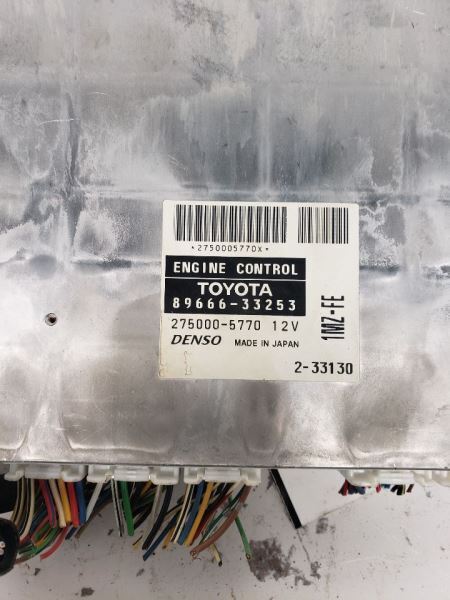 *2750005770X*
ENGINE CONTROL
TOYOTA
89666-33253
275000-5770 12V
DENSO MADE IN JAPAN
1MZ-FE
2-33130